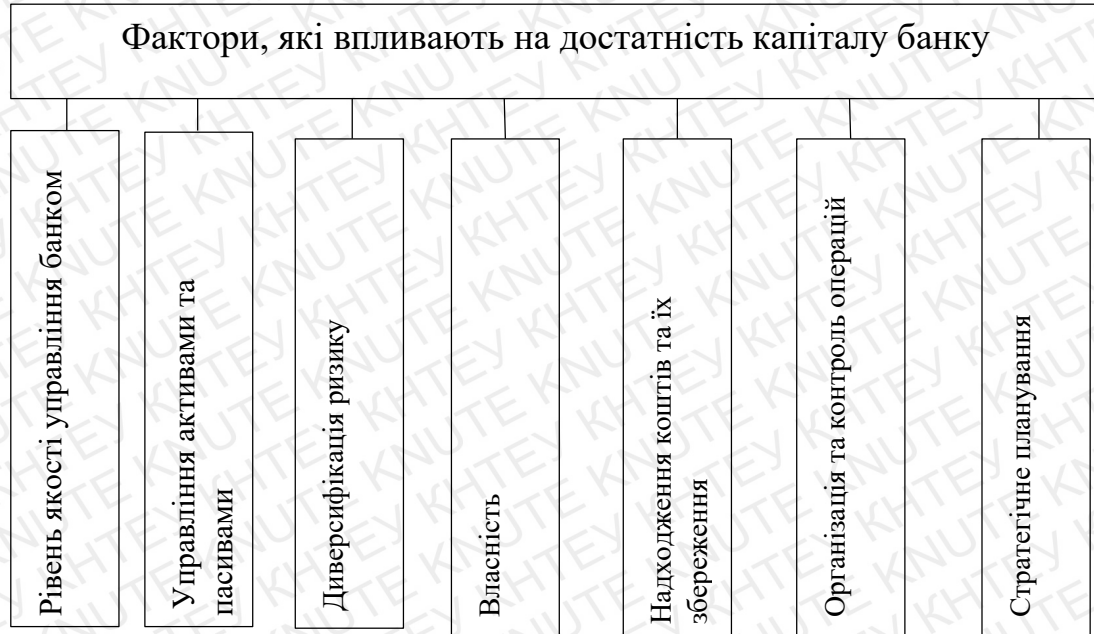 Фактори, які впливають на достатність капіталу банку
Рівень якості управління банком
Управління активами та
пасивами
Диверсифікація ризику
Власність
Надходження коштів та їх
збереження
Організація та контроль операцій
Стратегічне планування